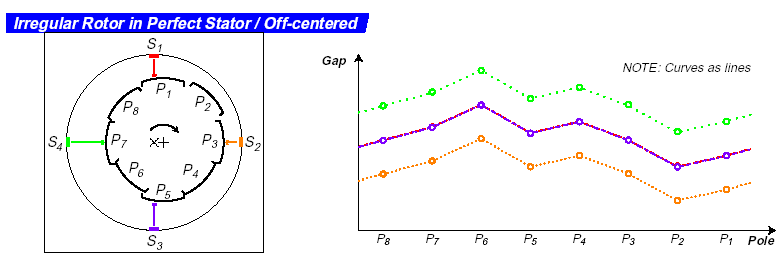 Irregular Rotor in Perfect Stator / Off-centered
S1
P1
P8
P2
S4
P7
P3
S2
P6
P4
P5
S3
Gap
NOTE: Curves as lines
P8 P7 P6 P5 P4 P3 P2 P1 Pole